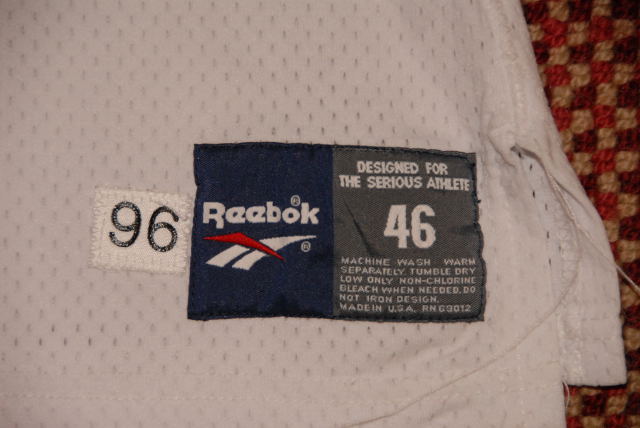 96
Reebok®
®
DESIGNED FOR
THE SERIOUS ATHLETE
46
MACHINE WASH WARM
SEPARATELY. TUMBLE DRY
LOW ONLY NON-CHLORINE
BLEACH WHEN NEEDED. DO
NOT IRON DESIGN.
MADE IN U.S.A. RN 69012